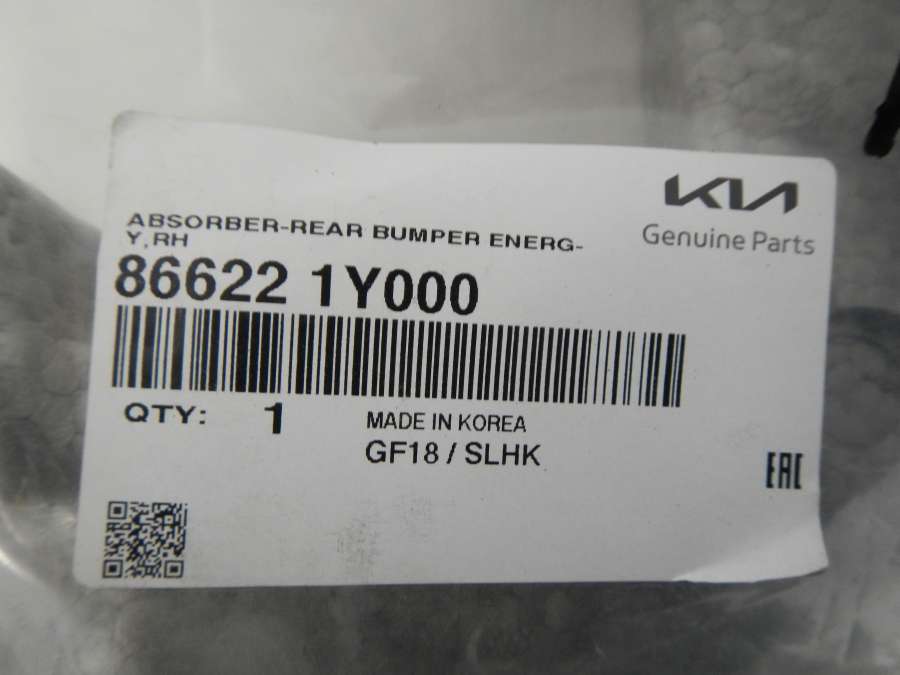 KIA
Genuine Parts
ABSORBER-REAR BUMPER ENERG-
Y,RH
86622 1Y000
QTY: 1
MADE IN KOREA
GF18 / SLHK
EAC